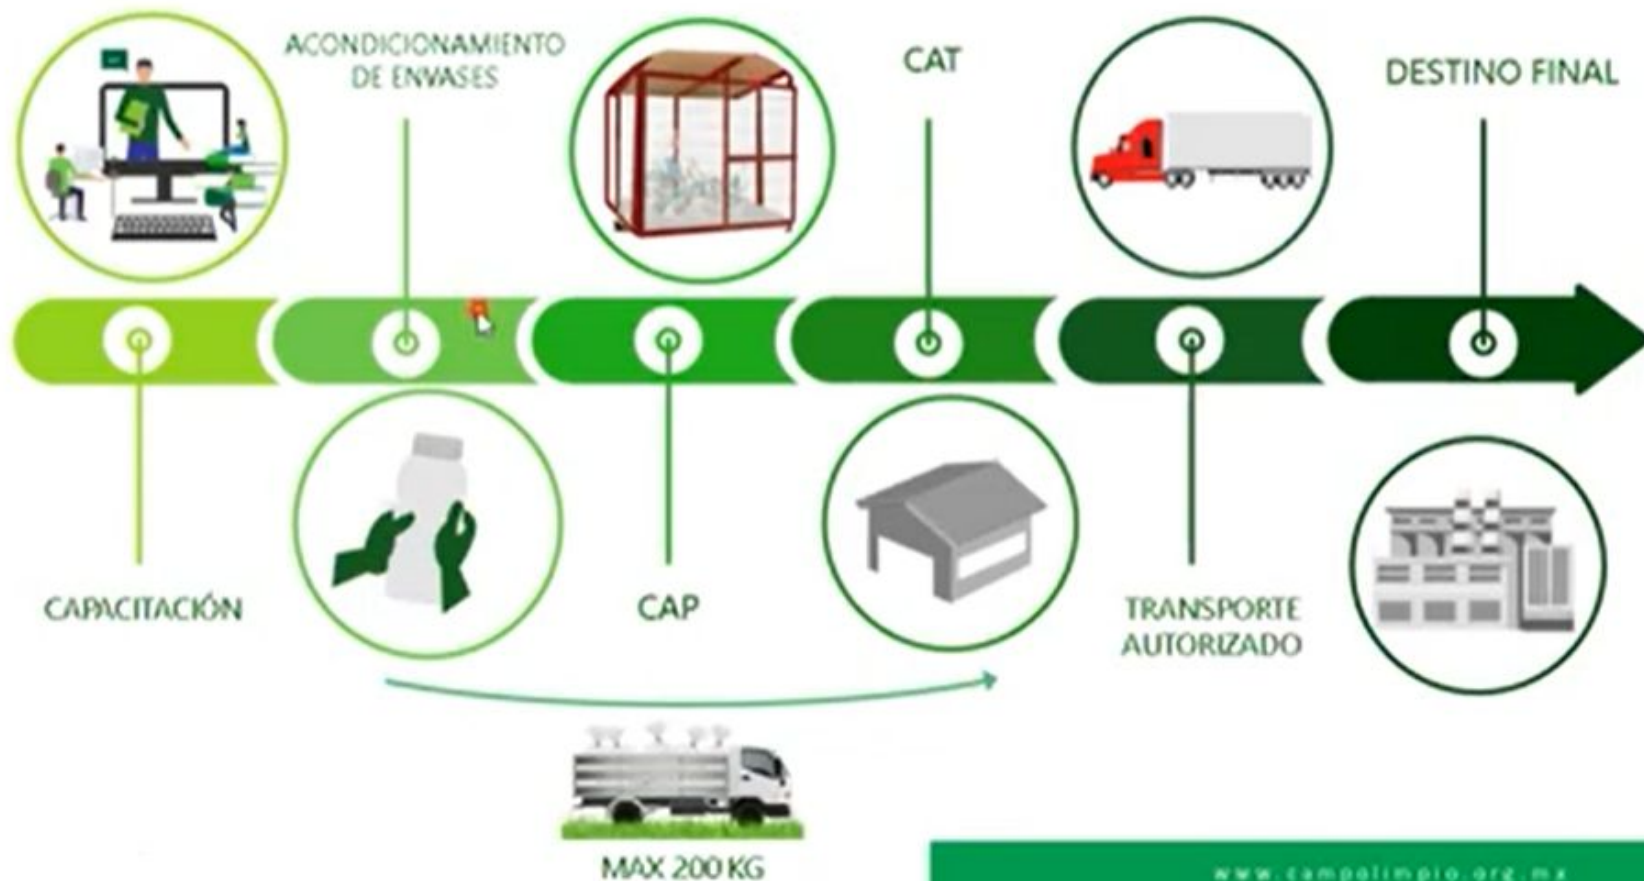 ACONDICIONAMIENTO
DE ENVASES
CAT
DESTINO FINAL
CAPACITACIÓN
CAP
TRANSPORTE
AUTORIZADO
MAX 200 KG
www.campolimpio.org.mx